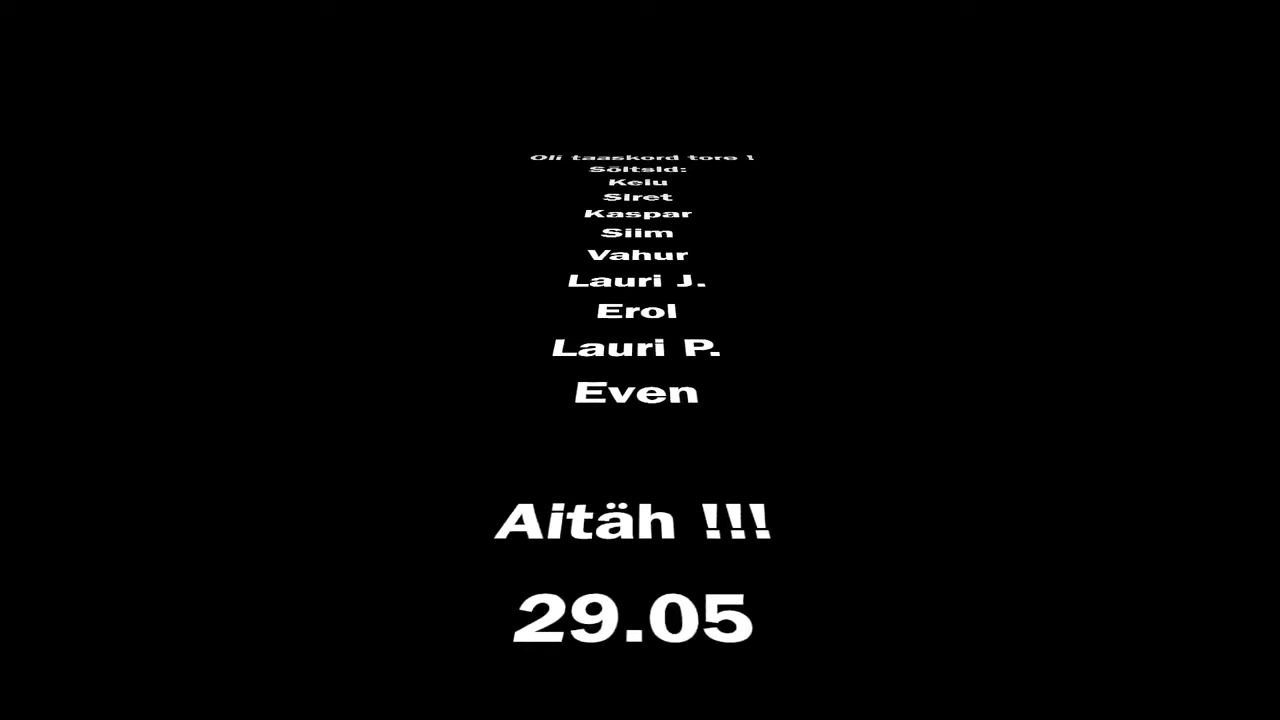 Oli taaskord tore !
Sõitsid:
Kelu
Siret
Kaspar
Siim
Vahur
Lauri J.
Erol
Lauri P.
Even
Aitäh !!!
29.05